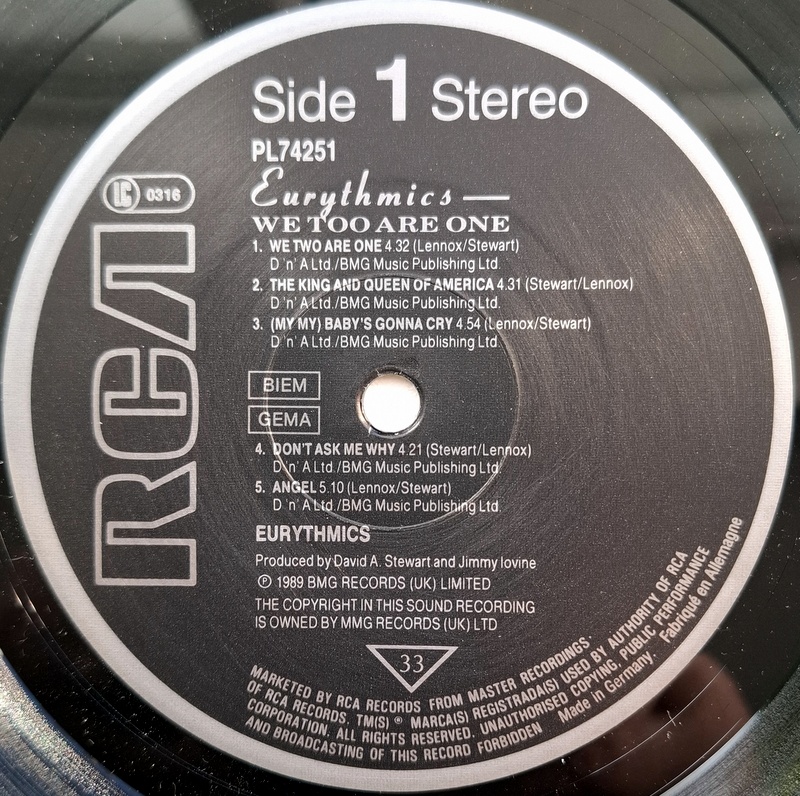 Side 1 Stereo
PL74251
LC 0316
RCA
Eurythmics
WE TOO ARE ONE
1. WE TWO ARE ONE 4.32 (Lennox/Stewart)
D 'n' A Ltd./BMG Music Publishing Ltd.
2. THE KING AND QUEEN OF AMERICA 4.31 (Stewart/Lennox)
D 'n' A Ltd./BMG Music Publishing Ltd.
3. (MY MY) BABY'S GONNA CRY 4.54 (Lennox/Stewart)
D 'n' A Ltd./BMG Music Publishing Ltd.
BIEM
GEMA
4. DON'T ASK ME WHY 4.21 (Stewart/Lennox)
D 'n' A Ltd./BMG Music Publishing Ltd.
5. ANGEL 5.10 (Lennox/Stewart)
D 'n' A Ltd./BMG Music Publishing Ltd.
EURYTHMICS
Produced by David A. Stewart and Jimmy Iovine
℗ 1989 BMG RECORDS (UK) LIMITED
THE COPYRIGHT IN THIS SOUND RECORDING
IS OWNED BY MMG RECORDS (UK) LTD
33
MARKETED BY RCA RECORDS FROM MASTER RECORDINGS.
OF RCA RECORDS. TM(S) ® MARCA(S) REGISTRADA(S) USED BY AUTHORITY OF RCA
CORPORATION. ALL RIGHTS RESERVED. UNAUTHORISED COPYING, PUBLIC PERFORMANCE
AND BROADCASTING OF THIS RECORD FORBIDDEN Made in Germany. Fabriqué en Allemagne